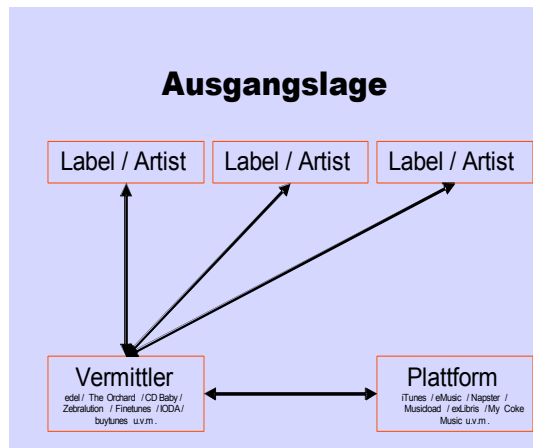 Ausgangslage
Label / Artist
Label / Artist
Label / Artist
Vermittler
edel / The Orchard / CD Baby /
Zebralution / Finetunes / IODA /
buytunes u.v.m .
Plattform
iTunes / eMusic / Napster /
Musidoad / exLibris / My Coke
Music u.v.m .